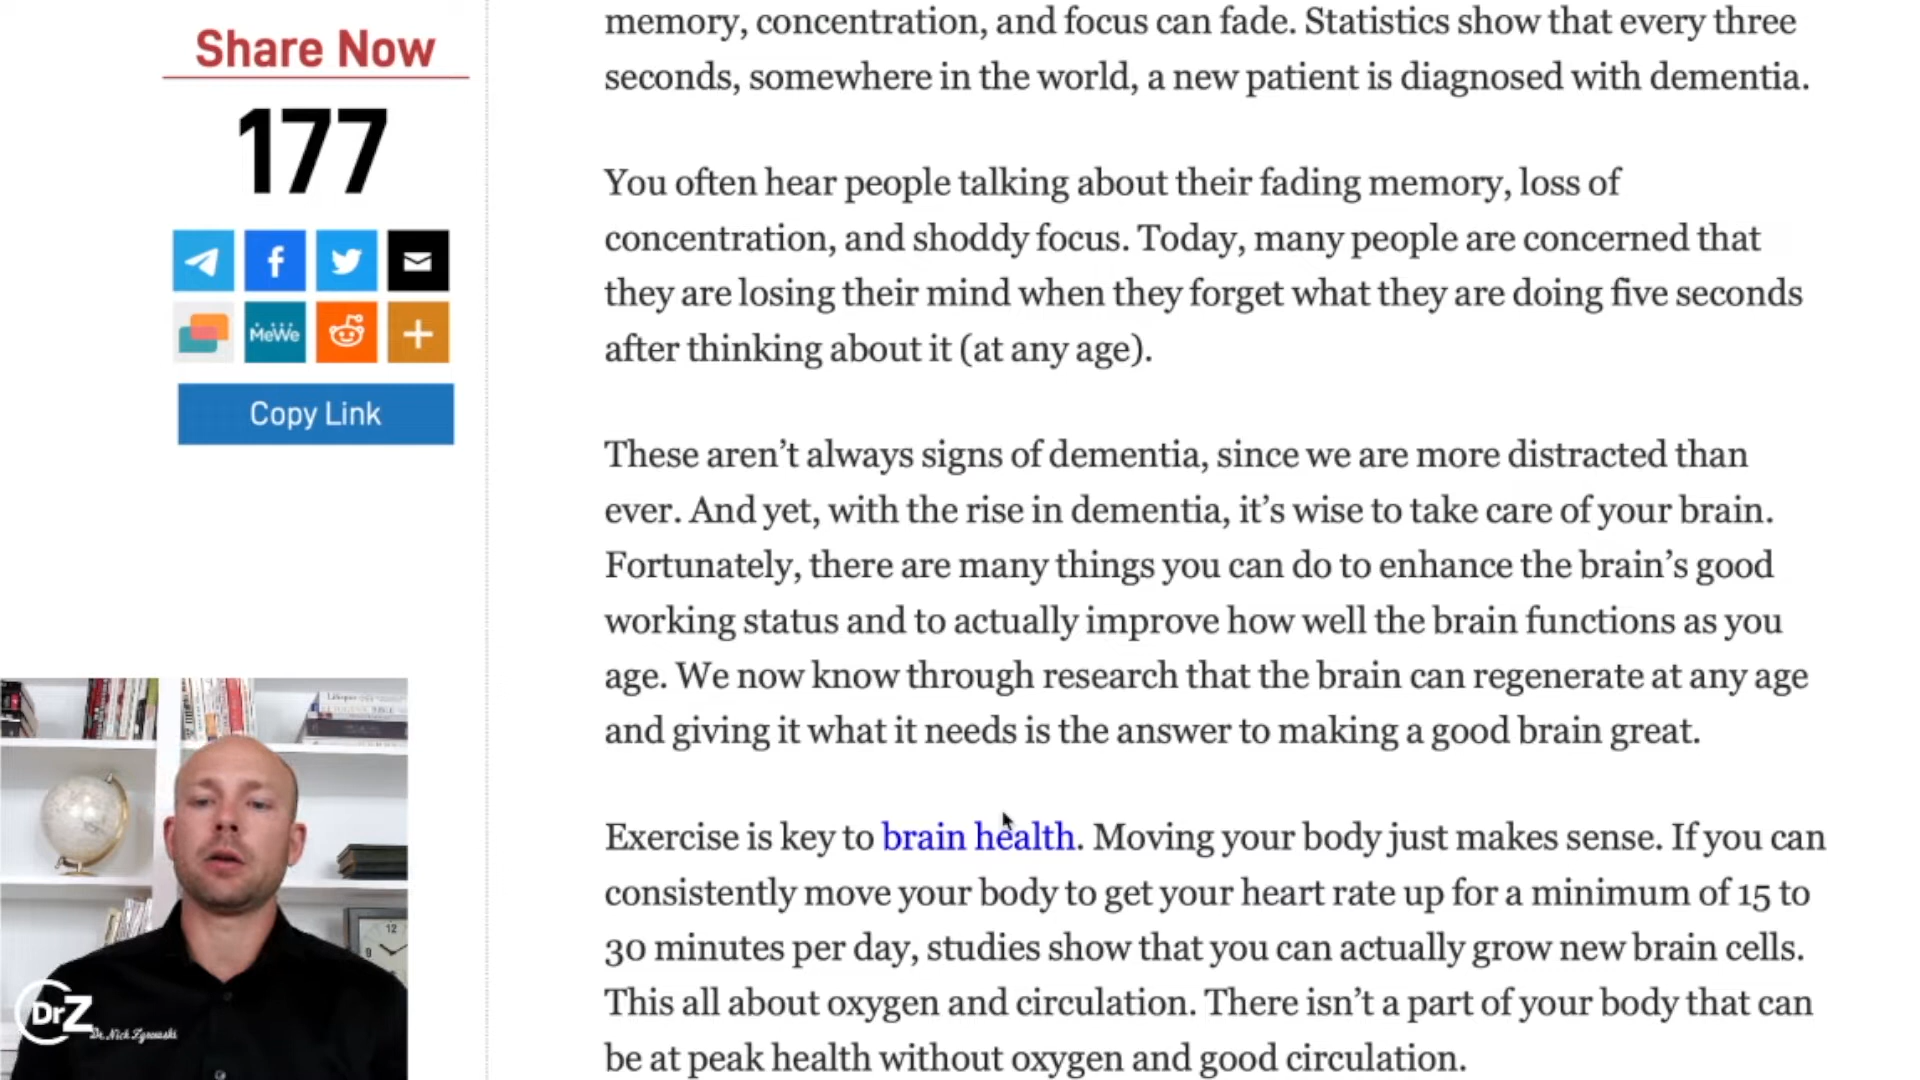 Share Now
177
MeWe
Copy Link
memory, concentration, and focus can fade. Statistics show that every three
seconds, somewhere in the world, a new patient is diagnosed with dementia.
You often hear people talking about their fading memory, loss of
concentration, and shoddy focus. Today, many people are concerned that
they are losing their mind when they forget what they are doing five seconds
after thinking about it (at any age).
These aren’t always signs of dementia, since we are more distracted than
ever. And yet, with the rise in dementia, it’s wise to take care of your brain.
Fortunately, there are many things you can do to enhance the brain’s good
working status and to actually improve how well the brain functions as you
age. We now know through research that the brain can regenerate at any age
and giving it what it needs is the answer to making a good brain great.
Exercise is key to brain health. Moving your body just makes sense. If you can
consistently move your body to get your heart rate up for a minimum of 15 to
30 minutes per day, studies show that you can actually grow new brain cells.
This all about oxygen and circulation. There isn’t a part of your body that can
be at peak health without oxygen and good circulation.
12
DrZ
Dr. Nick Zyrowski